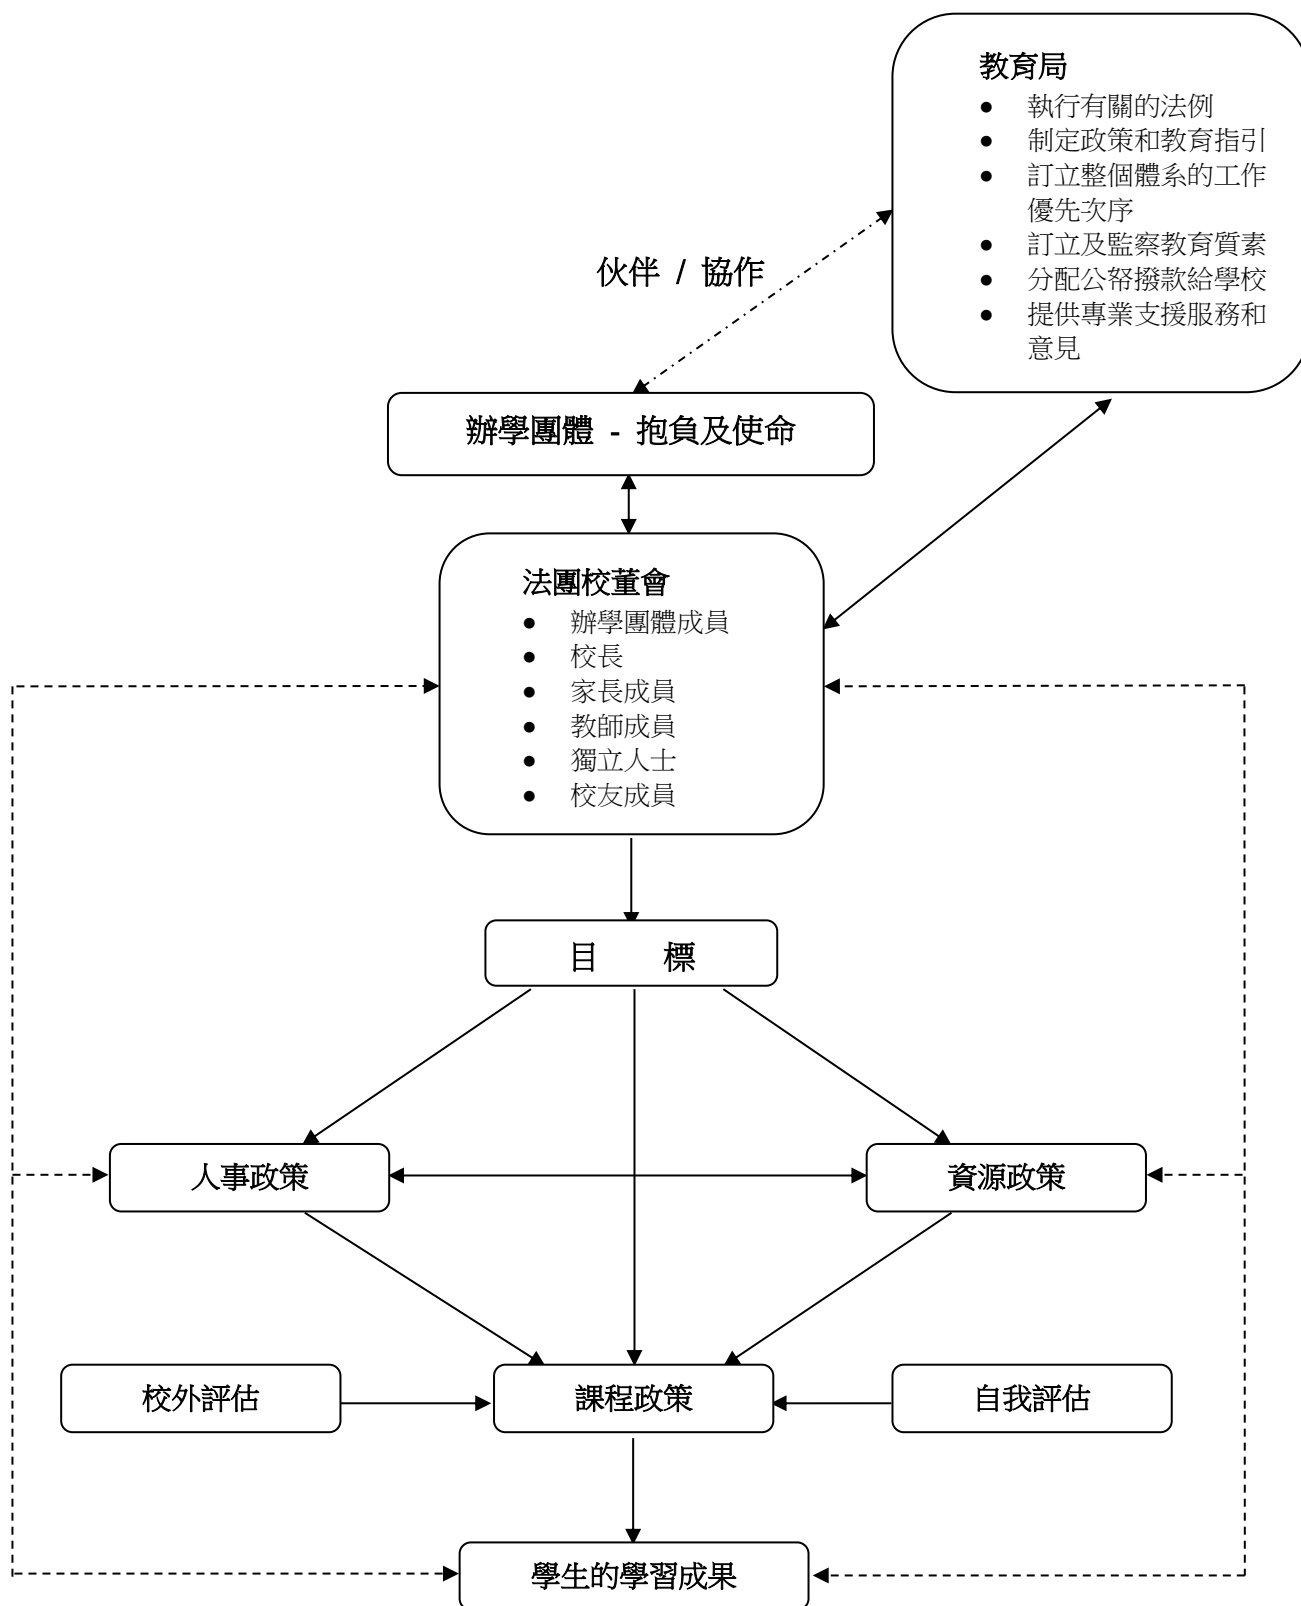 教育局
● 執行有關的法例
● 制定政策和教育指引
● 訂立整個體系的工作
優先次序
● 訂立及監察教育質素
● 分配公帑撥款給學校
● 提供專業支援服務和
意見
伙伴 / 協作
辦學團體 - 抱負及使命
法團校董會
● 辦學團體成員
● 校長
● 家長成員
● 教師成員
● 獨立人士
● 校友成員
目 標
人事政策
資源政策
校外評估
課程政策
自我評估
學生的學習成果